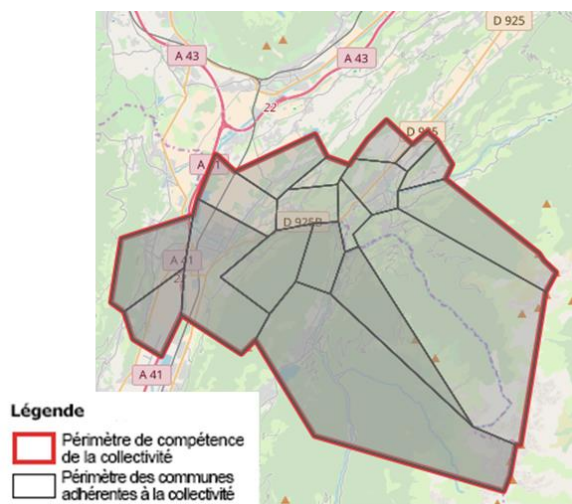 D 925
A 43
A 43
22
D 925
A 41
D 925B
A 41
22
A 41
Légende
Périmètre de compétence
de la collectivité
Périmètre des communes
adhérentes à la collectivité